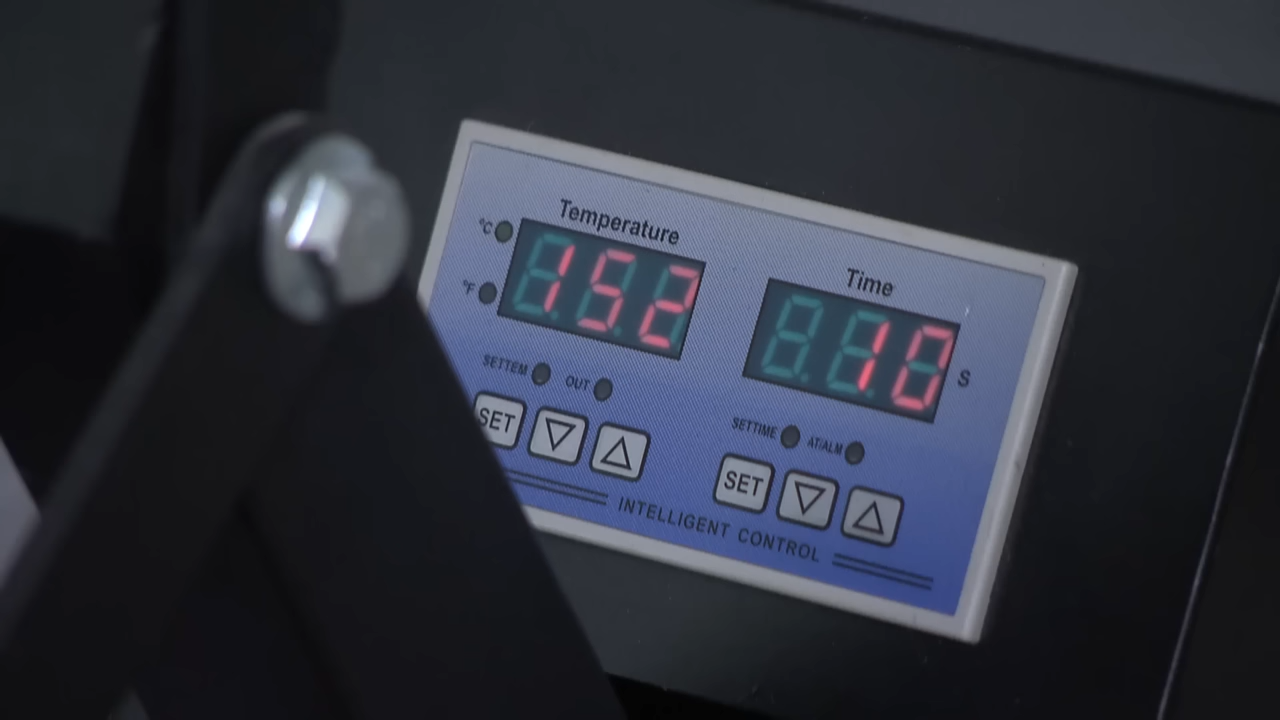 Temperature
°C
°F
152
SETTEM OUT
SET
Time
10 S
SETTIME AT/ALM
SET
INTELLIGENT CONTROL